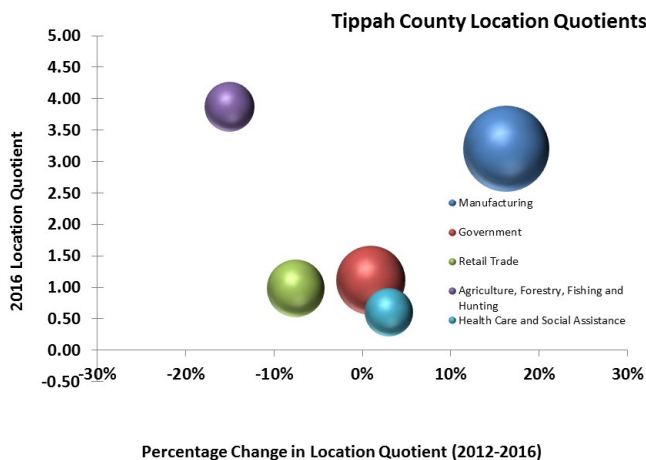 Tippah County Location Quotients
5.00
4.50
4.00
3.50
3.00
2.50
2.00
1.50
1.00
0.50
0.00
-0.50
-30%
-20%
-10%
0%
10%
20%
30%
2016 Location Quotient
Manufacturing
Government
Retail Trade
Agriculture, Forestry, Fishing and
Hunting
Health Care and Social Assistance
Percentage Change in Location Quotient (2012-2016)